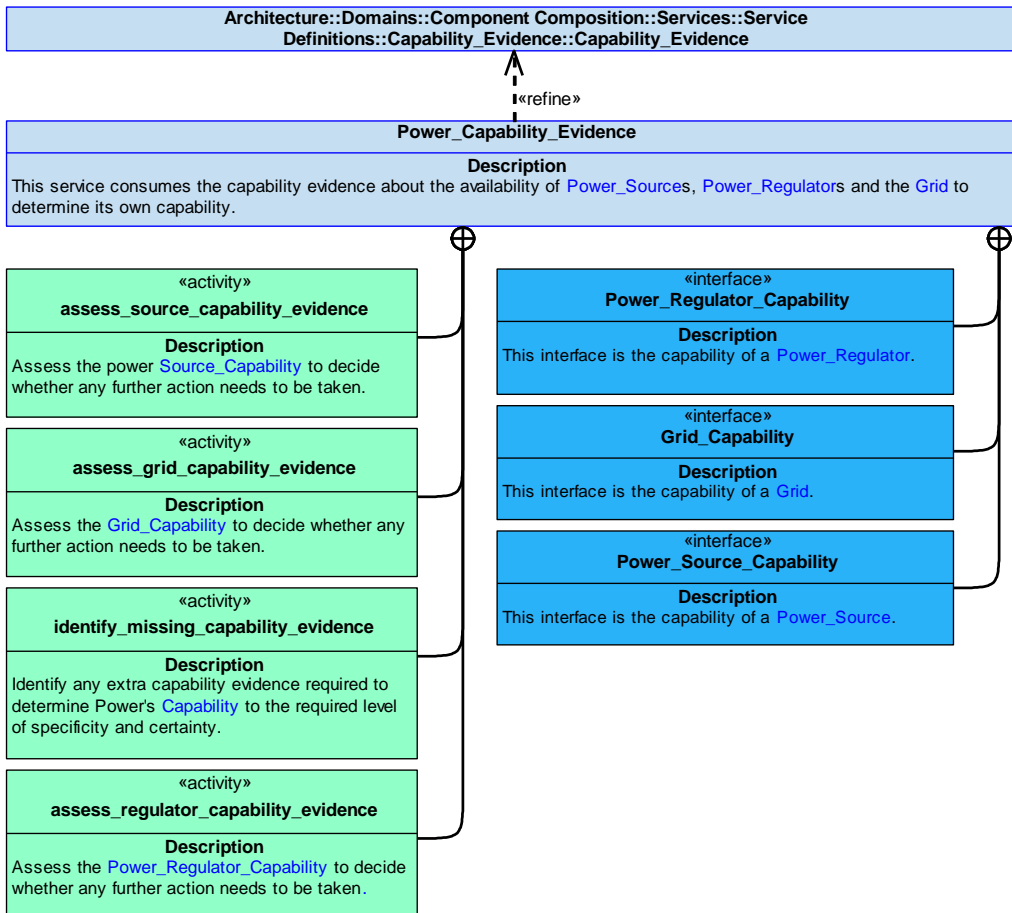 Architecture::Domains::Component Composition::Services::Service
Definitions::Capability_Evidence::Capability_Evidence
«refine»
Power_Capability_Evidence
Description
This service consumes the capability evidence about the availability of Power_Sources, Power_Regulators and the Grid to
determine its own capability.
«activity»
assess_source_capability_evidence
Description
Assess the power Source_Capability to decide
whether any further action needs to be taken.
«activity»
assess_grid_capability_evidence
Description
Assess the Grid_Capability to decide whether any
further action needs to be taken.
«activity»
identify_missing_capability_evidence
Description
Identify any extra capability evidence required to
determine Power's Capability to the required level
of specificity and certainty.
«activity»
assess_regulator_capability_evidence
Description
Assess the Power_Regulator_Capability to decide
whether any further action needs to be taken.
«interface»
Power_Regulator_Capability
Description
This interface is the capability of a Power_Regulator.
«interface»
Grid_Capability
Description
This interface is the capability of a Grid.
«interface»
Power_Source_Capability
Description
This interface is the capability of a Power_Source.